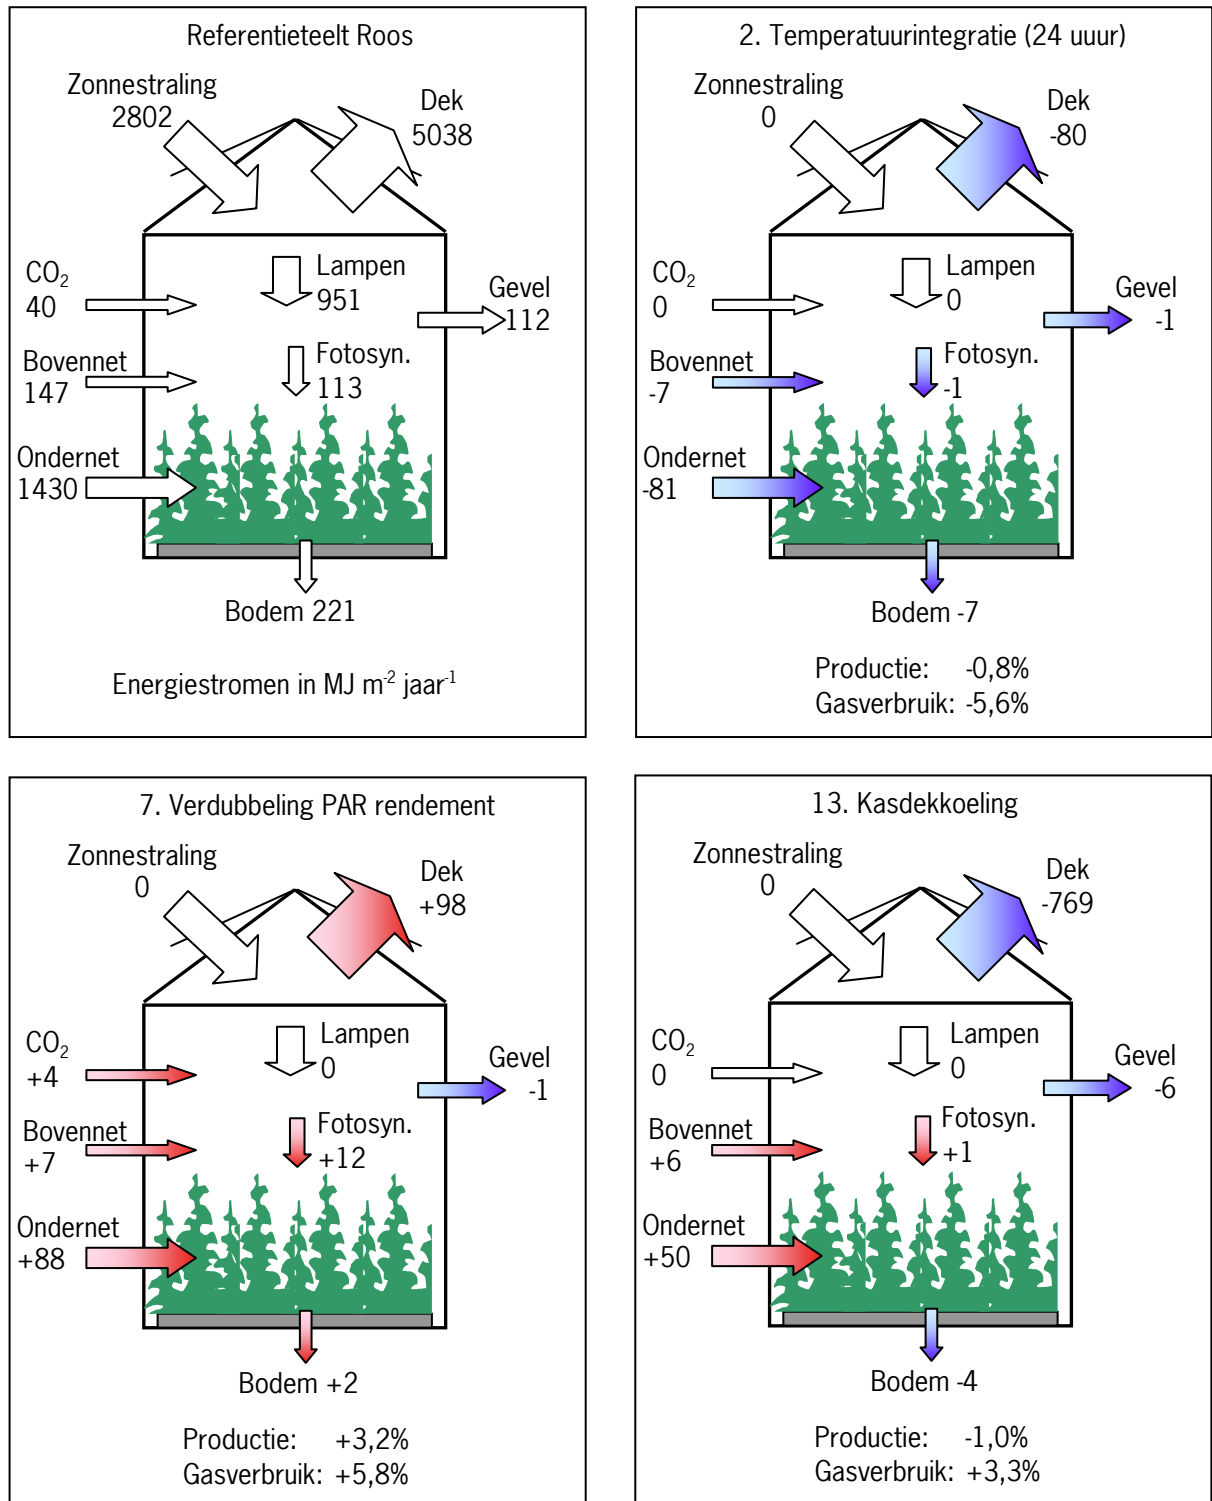 Referentieteelt Roos
Zonnestraling
2802
Dek
5038
CO₂
40
Lampen
951
Gevel
112
Bovennet
147
Fotosyn.
113
Ondernet
1430
Bodem 221
Energiestromen in MJ m⁻² jaar⁻¹
2. Temperatuurintegratie (24 uuur)
Zonnestraling
0
Dek
-80
CO₂
0
Lampen
0
Gevel
-1
Bovennet
-7
Fotosyn.
-1
Ondernet
-81
Bodem -7
Productie: -0,8%
Gasverbruik: -5,6%
7. Verdubbeling PAR rendement
Zonnestraling
0
Dek
+98
CO₂
+4
Lampen
0
Gevel
-1
Bovennet
+7
Fotosyn.
+12
Ondernet
+88
Bodem +2
Productie: +3,2%
Gasverbruik: +5,8%
13. Kasdekkoeling
Zonnestraling
0
Dek
-769
CO₂
0
Lampen
0
Gevel
-6
Bovennet
+6
Fotosyn.
+1
Ondernet
+50
Bodem -4
Productie: -1,0%
Gasverbruik: +3,3%